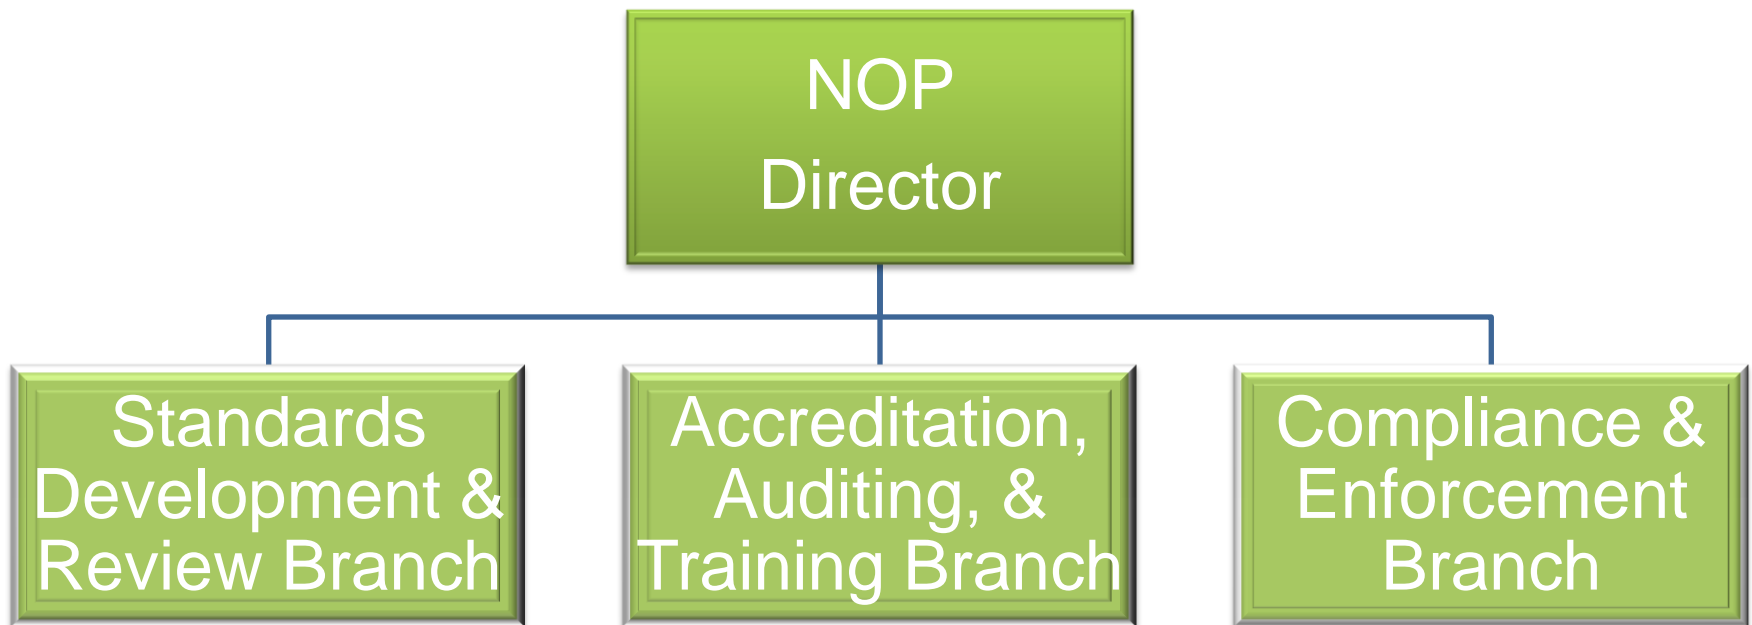 NOP
Director
Standards
Development &
Review Branch
Accreditation,
Auditing, &
Training Branch
Compliance &
Enforcement
Branch